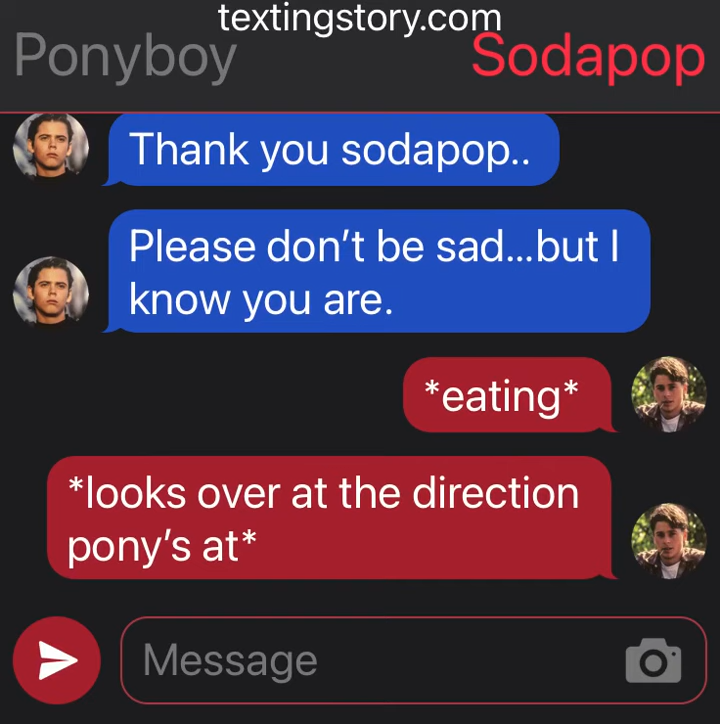 textingstory.com
Ponyboy Sodapop
Thank you sodapop..
Please don't be sad...but I
know you are.
*eating*
*looks over at the direction
pony's at*
Message